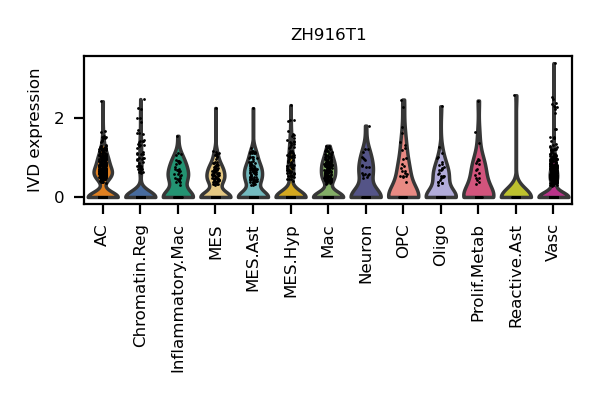 ZH916T1
IVD expression
2
0
AC
Chromatin.Reg
Inflammatory.Mac
MES
MES.Ast
MES.Hyp
Mac
Neuron
OPC
Oligo
Prolif.Metab
Reactive.Ast
Vasc